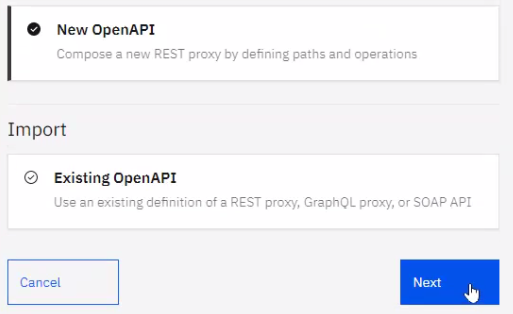 New OpenAPI
Compose a new REST proxy by defining paths and operations
Import
Existing OpenAPI
Use an existing definition of a REST proxy, GraphQL proxy, or SOAP API
Cancel
Next